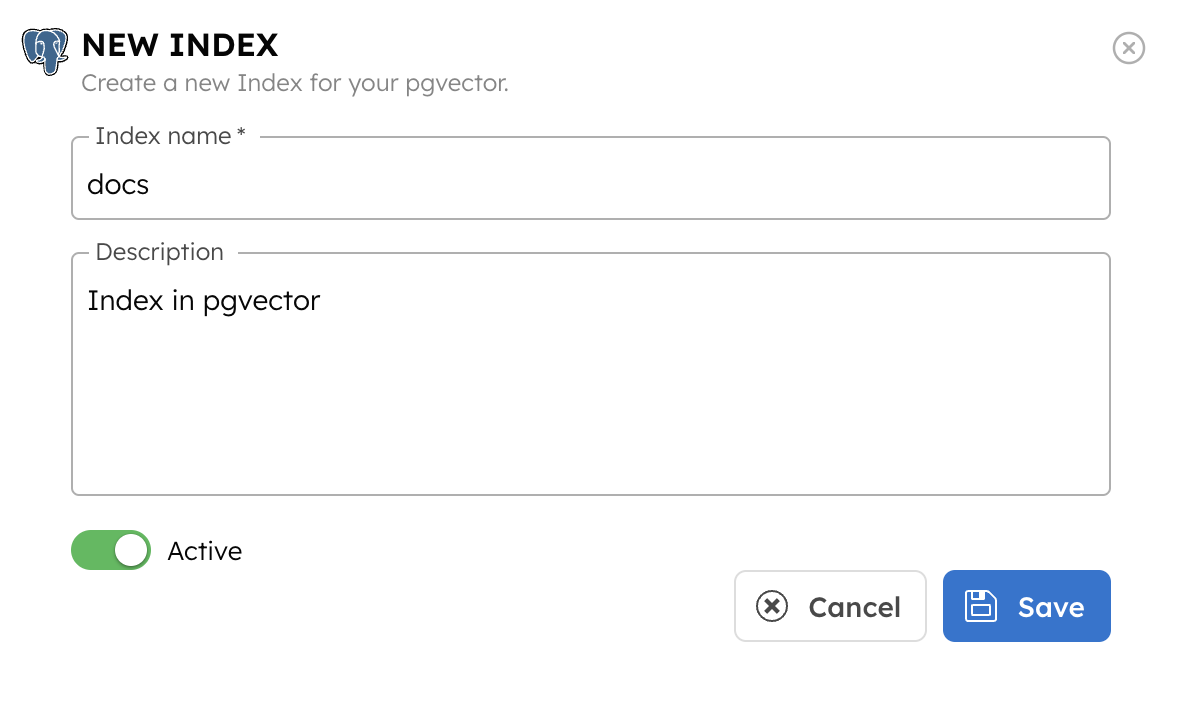 NEW INDEX
Create a new Index for your pgvector.
Index name *
docs
Description
Index in pgvector
Active
Cancel
Save